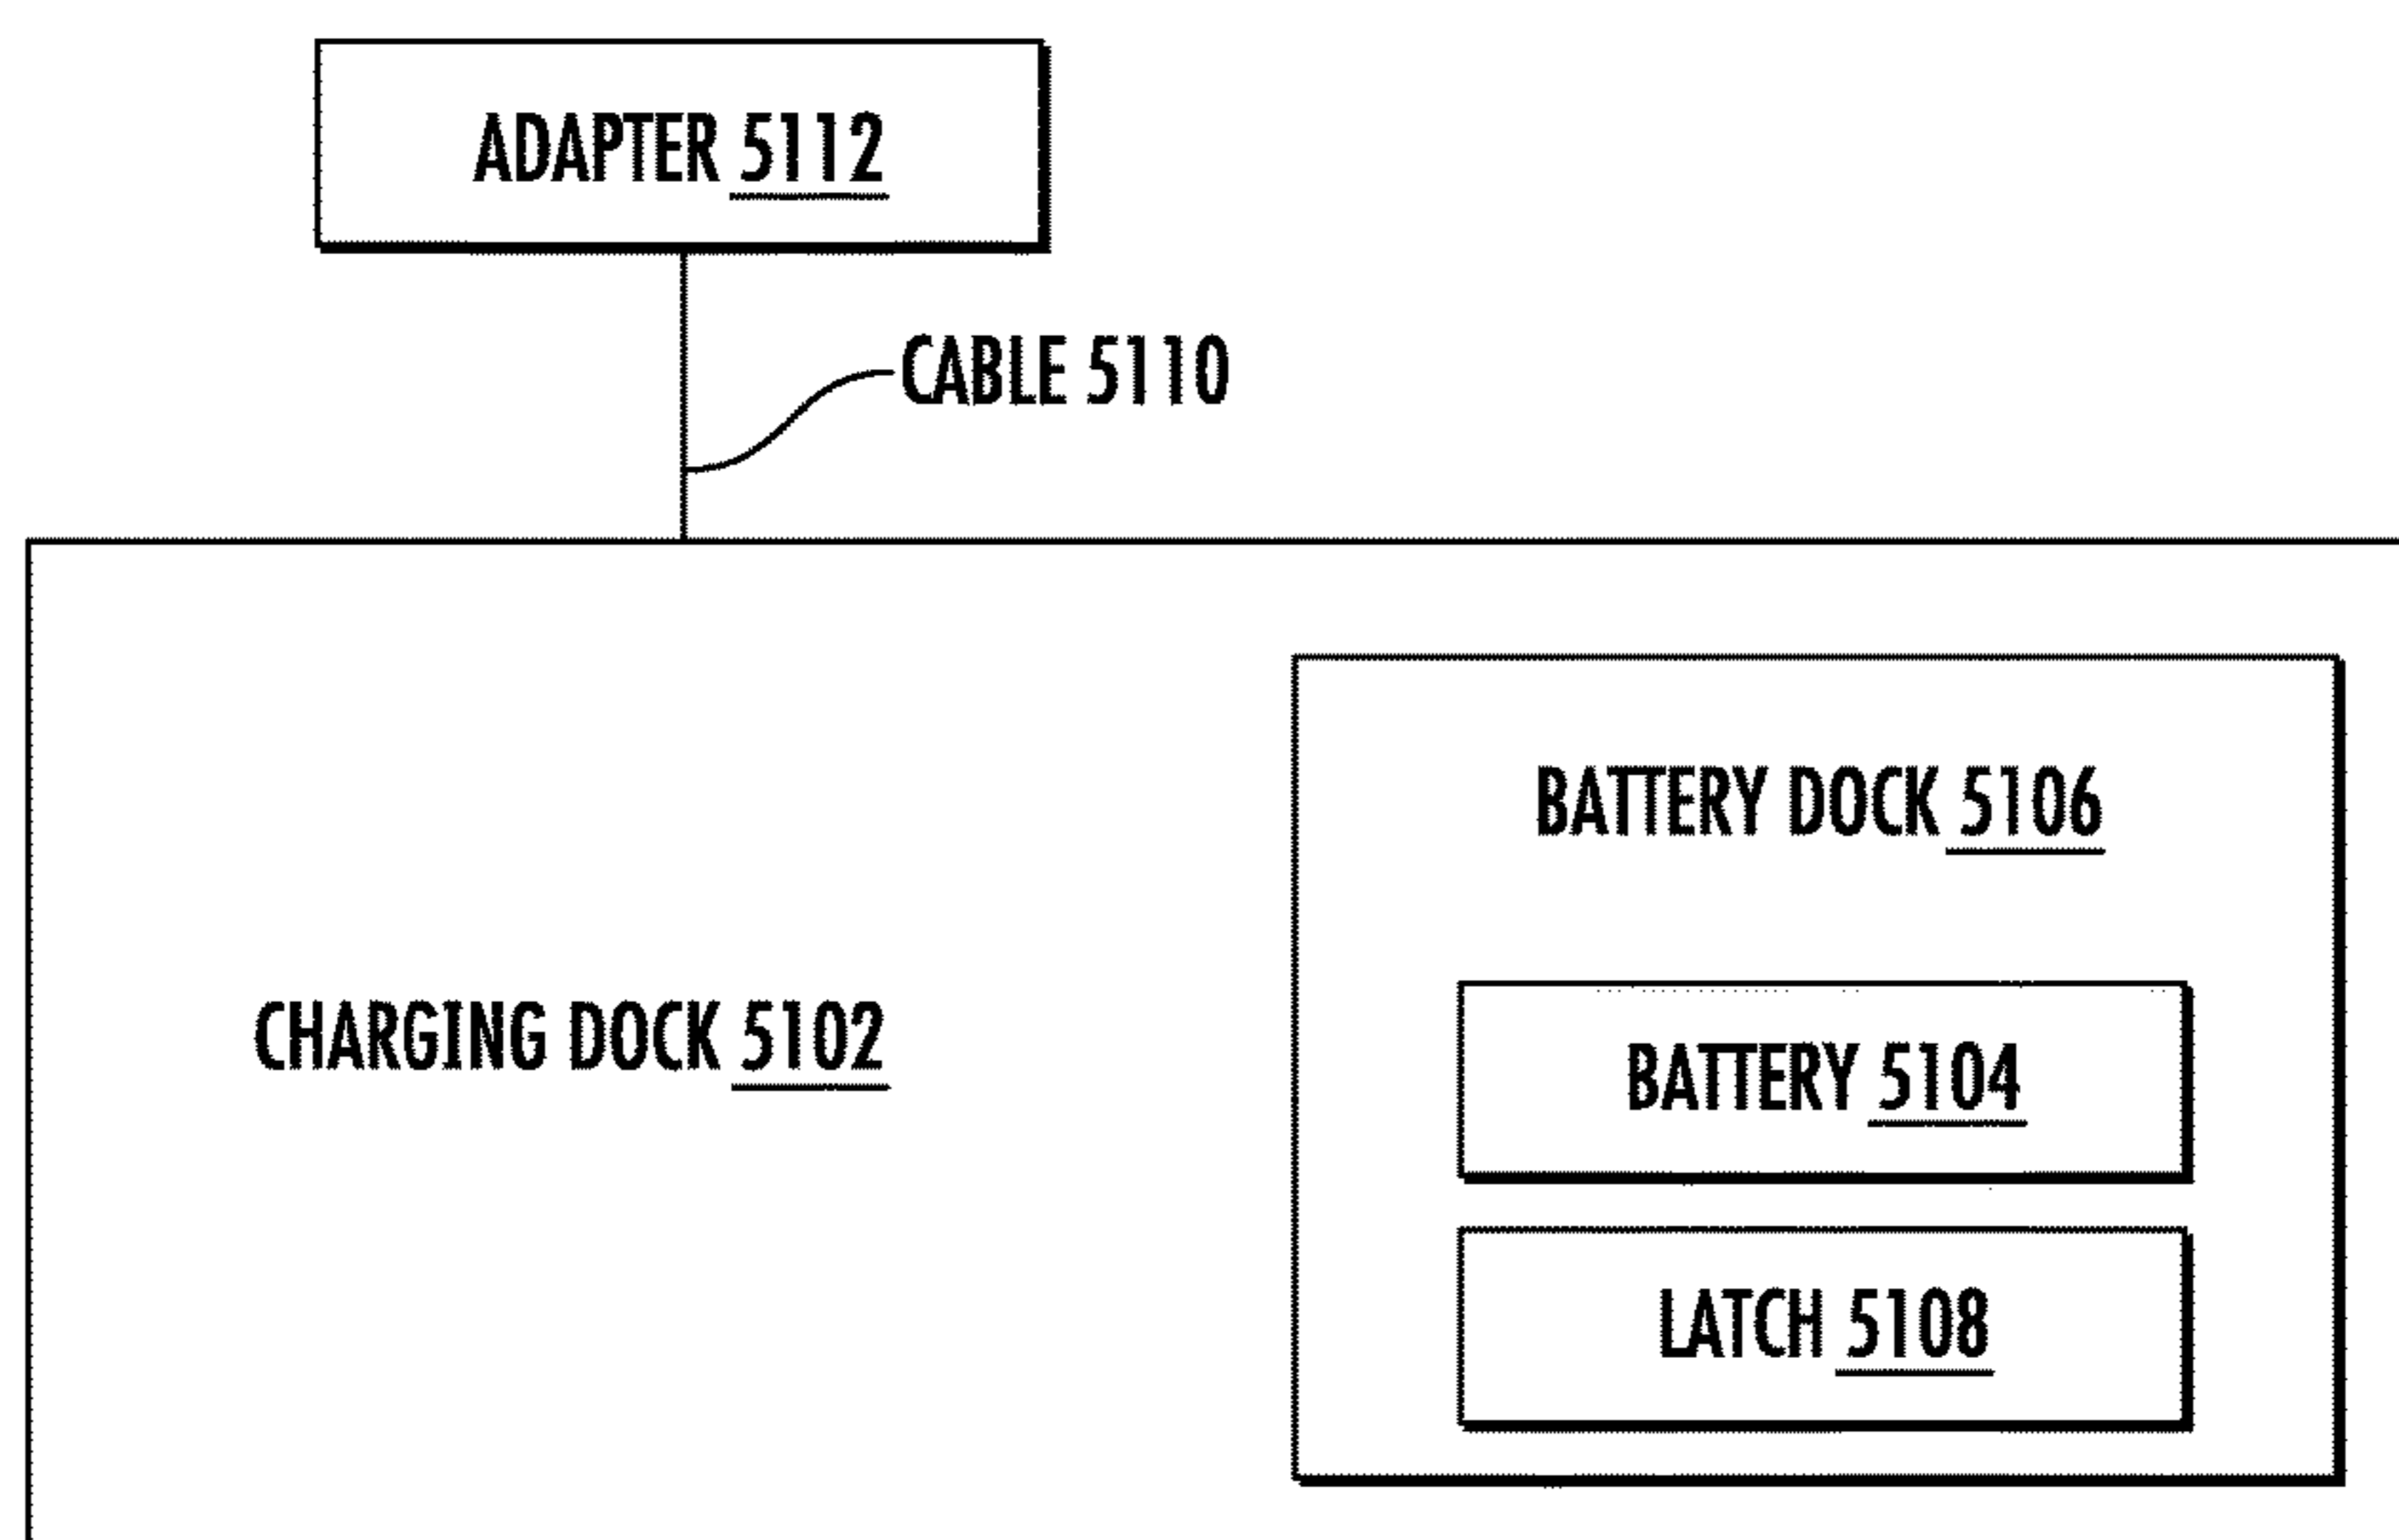 ADAPTER 5112
CABLE 5110
BATTERY DOCK 5106
CHARGING DOCK 5102
BATTERY 5104
LATCH 5108